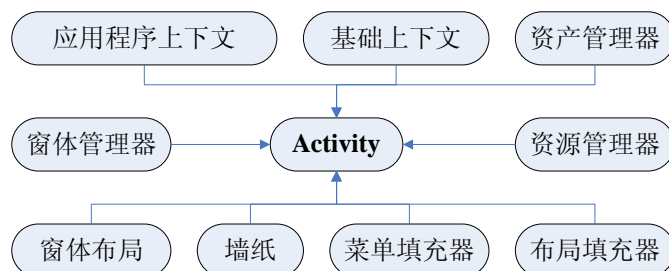 应用程序上下文
基础上下文
资产管理器
窗体管理器
Activity
资源管理器
窗体布局
墙纸
菜单填充器
布局填充器